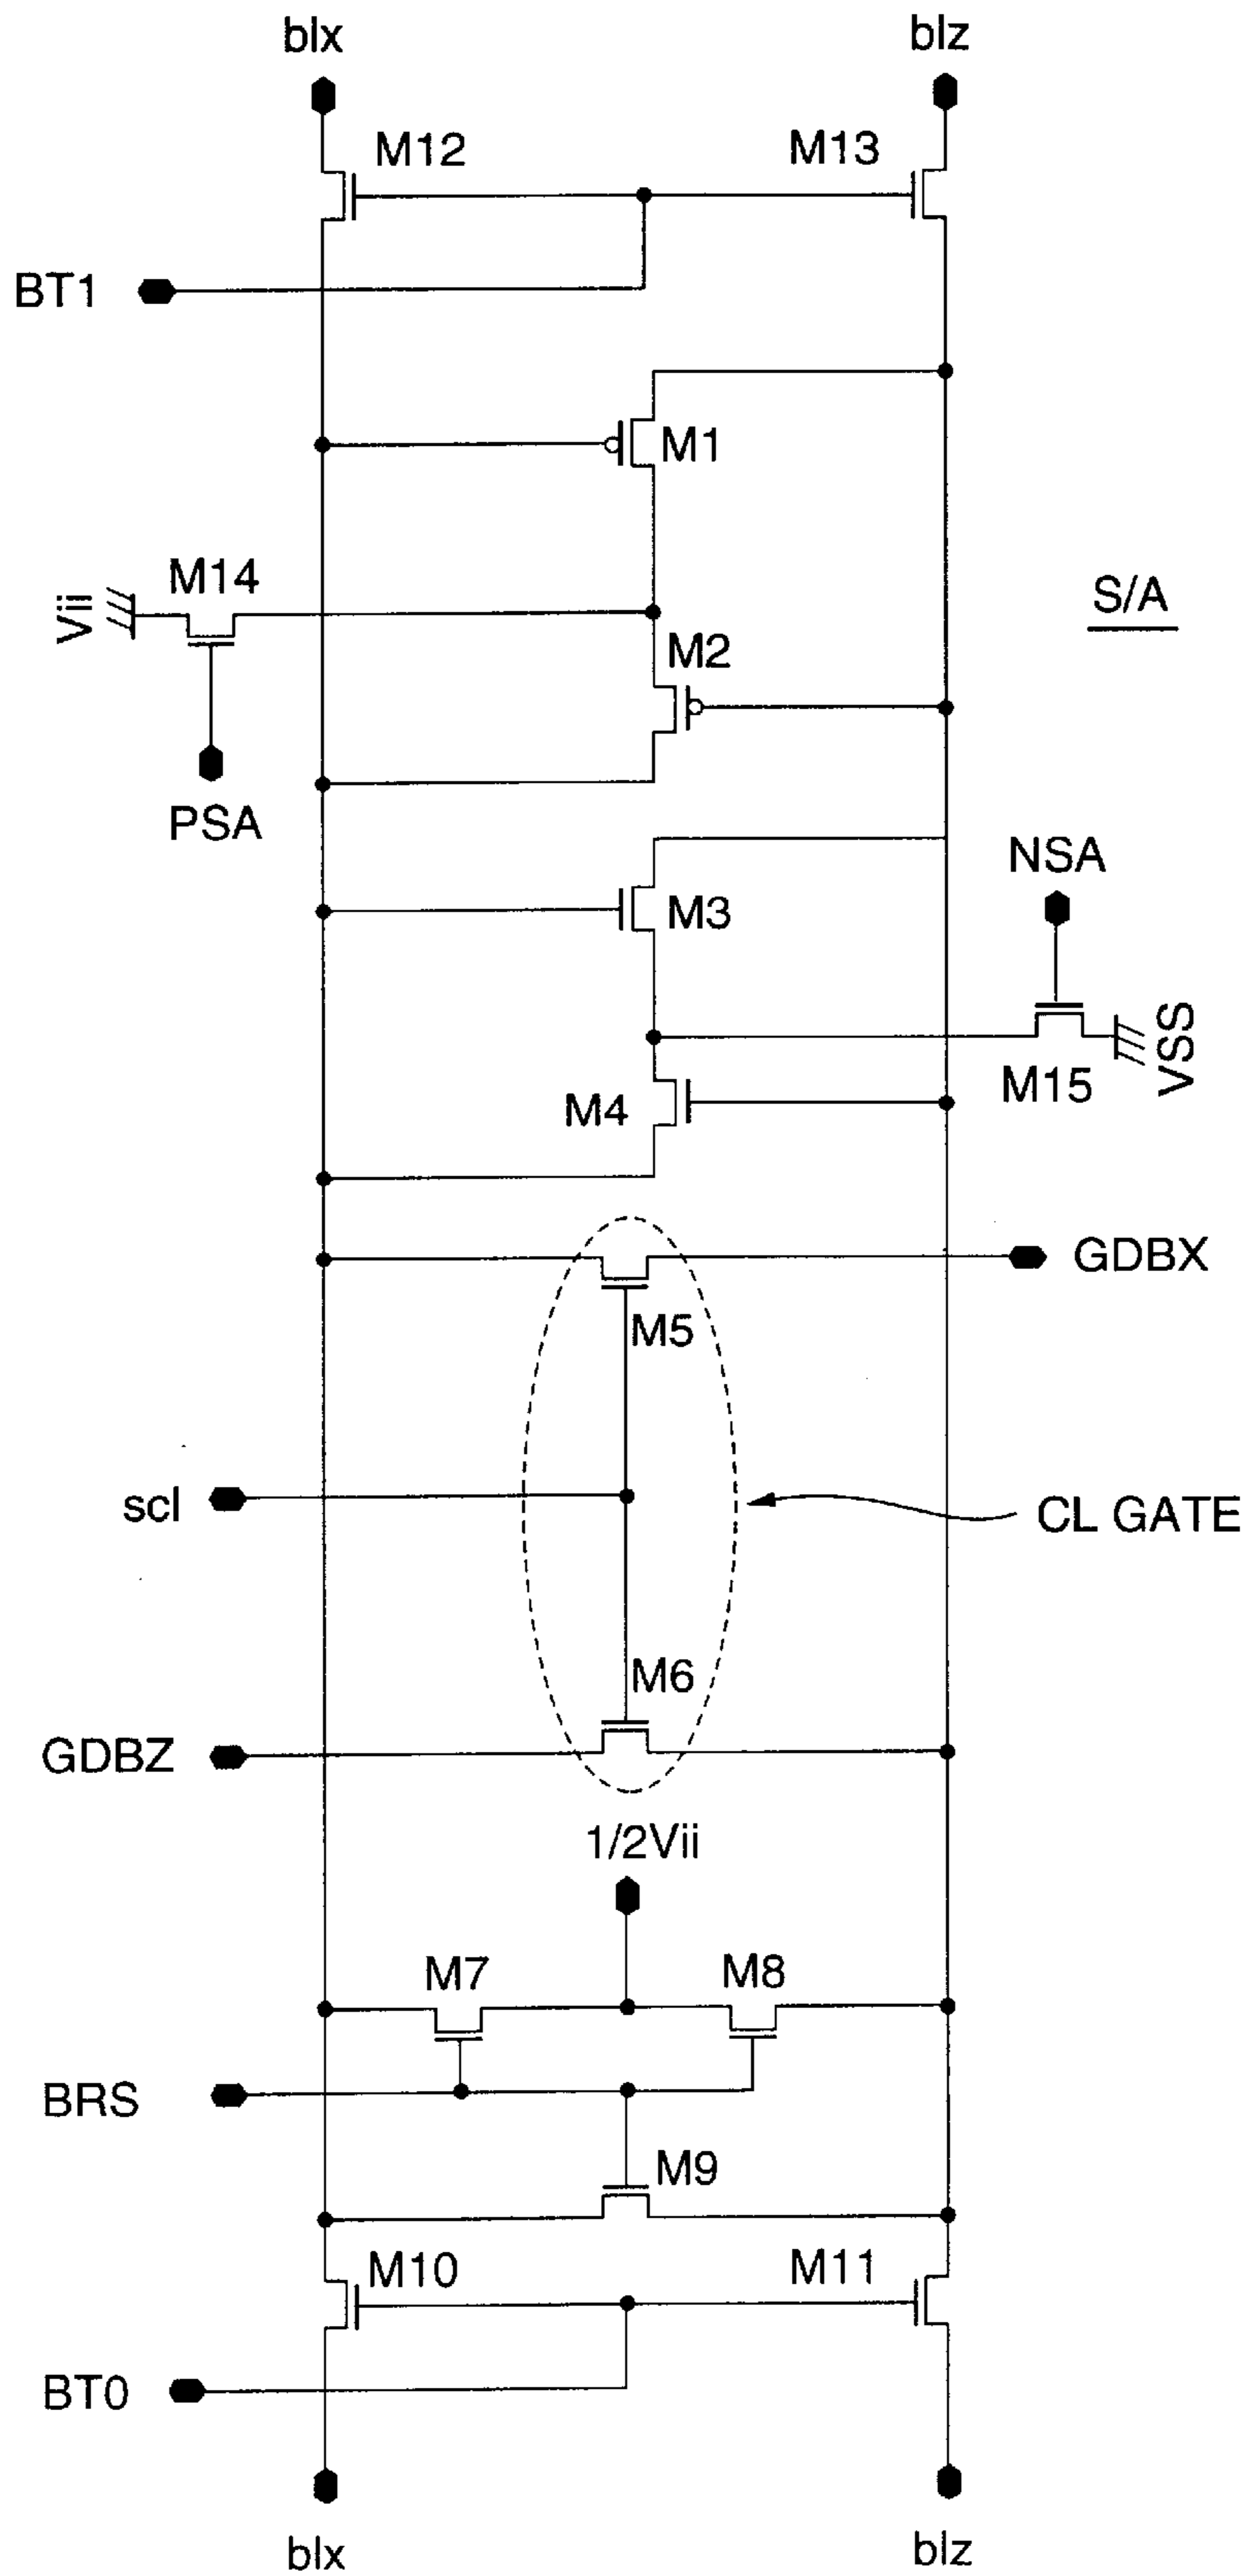 blx
blz
M12
M13
BT1
M1
M14
Vii
S/A
M2
PSA
NSA
M3
VSS
M15
M4
GDBX
M5
scl
CL GATE
M6
GDBZ
1/2Vii
M7
M8
BRS
M9
M10
M11
BT0
blx
blz